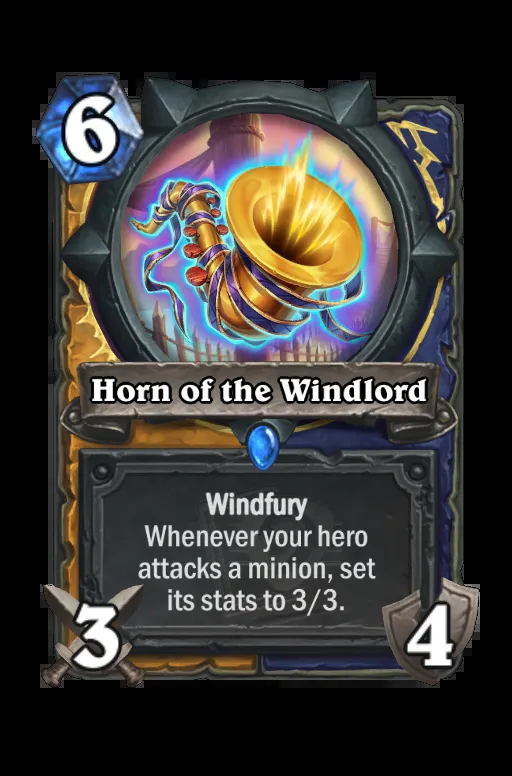 6
Horn of the Windlord
Windfury
Whenever your hero
attacks a minion, set
its stats to 3/3.
3
4